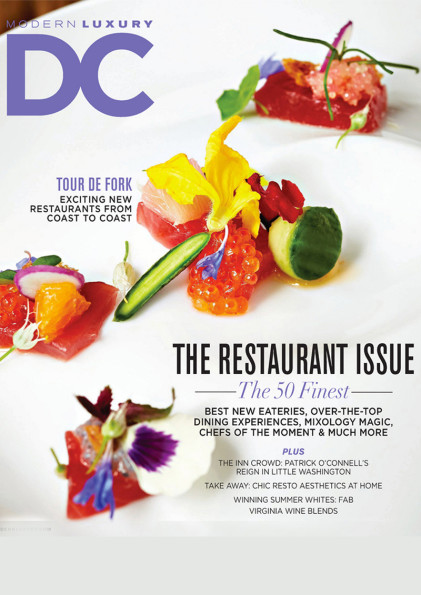 MODERN LUXURY
DC
TOUR DE FORK
EXCITING NEW
RESTAURANTS FROM
COAST TO COAST
THE RESTAURANT ISSUE
The 50 Finest
BEST NEW EATERIES, OVER-THE-TOP
DINING EXPERIENCES, MIXOLOGY MAGIC,
CHEFS OF THE MOMENT & MUCH MORE
PLUS
THE INN CROWD: PATRICK O'CONNELL'S
REIGN IN LITTLE WASHINGTON
TAKE AWAY: CHIC RESTO AESTHETICS AT HOME
WINNING SUMMER WHITES: FAB
VIRGINIA WINE BLENDS